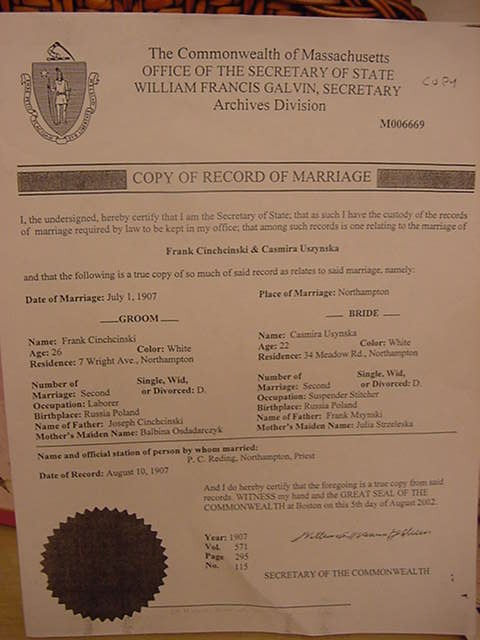 The Commonwealth of Massachusetts
OFFICE OF THE SECRETARY OF STATE
WILLIAM FRANCIS GALVIN, SECRETARY
Archives Division
COPY
M006669
COPY OF RECORD OF MARRIAGE
I, the undersigned, hereby certify that I am the Secretary of State; that as such I have the custody of the records
of marriage required by law to be kept in my office; that among such records is one relating to the marriage of
Frank Cinchcinski & Casmira Uszynska
and that the following is a true copy of so much of said record as relates to said marriage, namely:
Date of Marriage: July 1, 1907
Place of Marriage: Northampton
GROOM
Name: Frank Cinchcinski
Age: 26 Color: White
Residence: 7 Wright Ave., Northampton
Number of Single, Wid,
Marriage: Second or Divorced: D.
Occupation: Laborer
Birthplace: Russia Poland
Name of Father: Joseph Cinchcinski
Mother's Maiden Name: Balbina Osdadarczyk
BRIDE
Name: Casmira Usynska
Age: 22 Color: White
Residence: 34 Meadow Rd., Northampton
Number of Single, Wid,
Marriage: Second or Divorced: D.
Occupation: Suspender Stitcher
Birthplace: Russia Poland
Name of Father: Frank Mzynski
Mother's Maiden Name: Julia Strzeleska
Name and official station of person by whom married:
P. C. Reding, Northampton, Priest
Date of Record: August 10, 1907
And I do hereby certify that the foregoing is a true copy from said
records. WITNESS my hand and the GREAT SEAL OF THE
COMMONWEALTH at Boston on this 5th day of August 2002.
Year: 1907
Vol. 571
Page 295
No. 115
William Francis Galvin
SECRETARY OF THE COMMONWEALTH